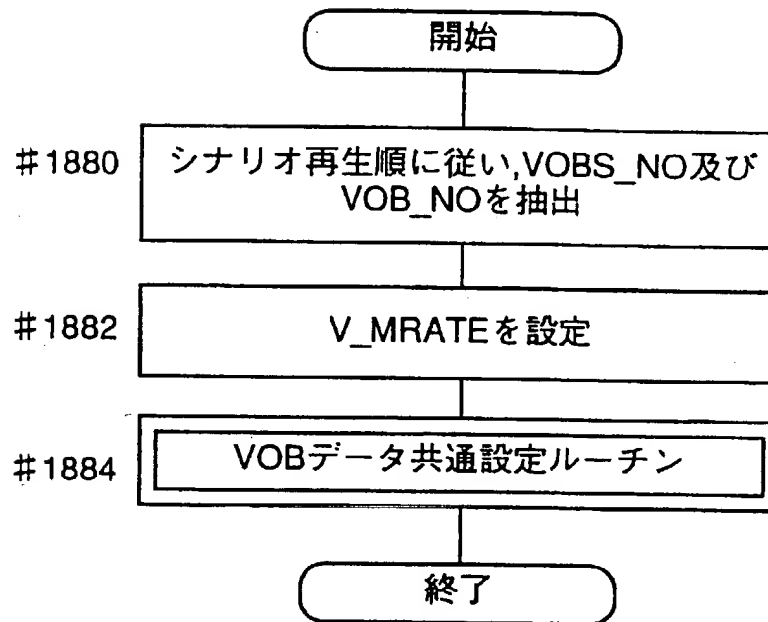 開始
#1880
シナリオ再生順に従い,VOBS_NO及び
VOB_NOを抽出
#1882
V_MRATEを設定
#1884
VOBデータ共通設定ルーチン
終了